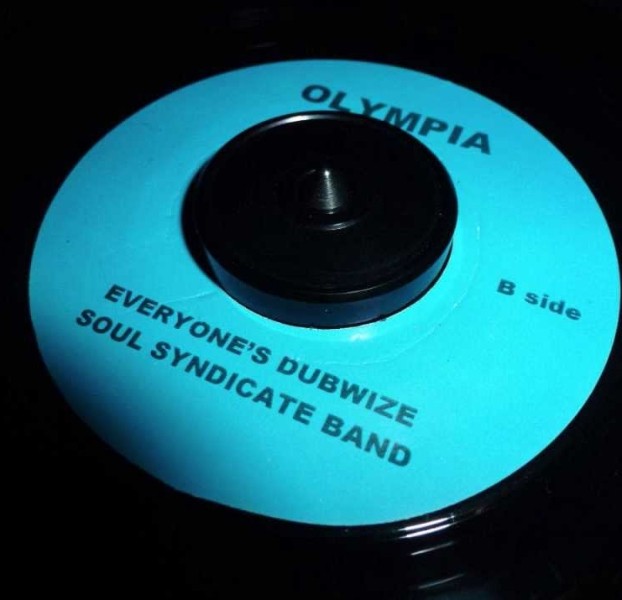 OLYMPIA
B side
EVERYONE'S DUBWIZE
SOUL SYNDICATE BAND